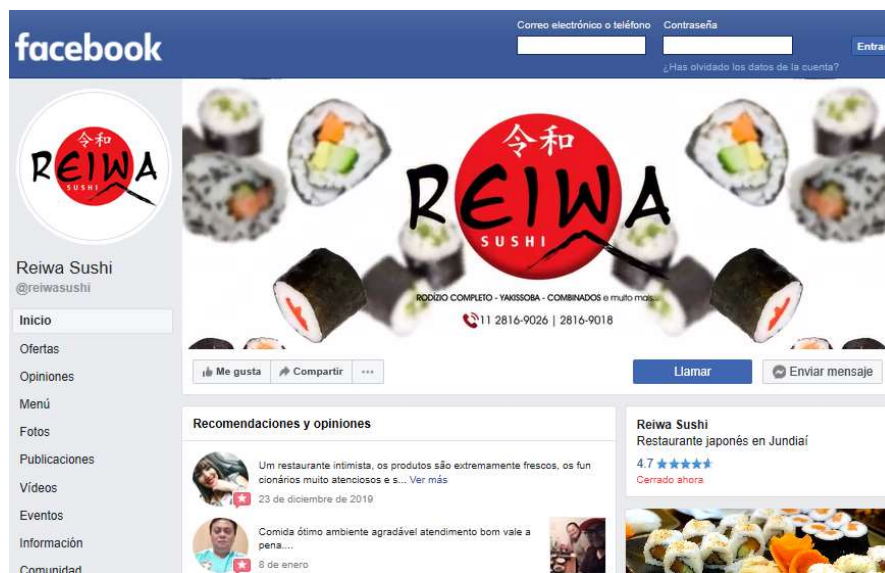 facebook
Correo electrónico o teléfono
Contraseña
Entrar
¿Has olvidado los datos de la cuenta?
令和
REIWA
SUSHI
Reiwa Sushi
@reiwasushi
Inicio
Ofertas
Opiniones
Menú
Fotos
Publicaciones
Vídeos
Eventos
Información
Comunidad
令和
REIWA
SUSHI
RODÍZIO COMPLETO - YAKISSOBA - COMBINADOS e muito mais...
11 2816-9026 | 2816-9018
Me gusta
Compartir
Llamar
Enviar mensaje
Recomendaciones y opiniones
Um restaurante intimista, os produtos são extremamente frescos, os fun
cionários muito atenciosos e s... Ver más
23 de diciembre de 2019
Comida ótimo ambiente agradável atendimento bom vale a
pena....
8 de enero
Reiwa Sushi
Restaurante japonés en Jundiaí
4.7
Cerrado ahora